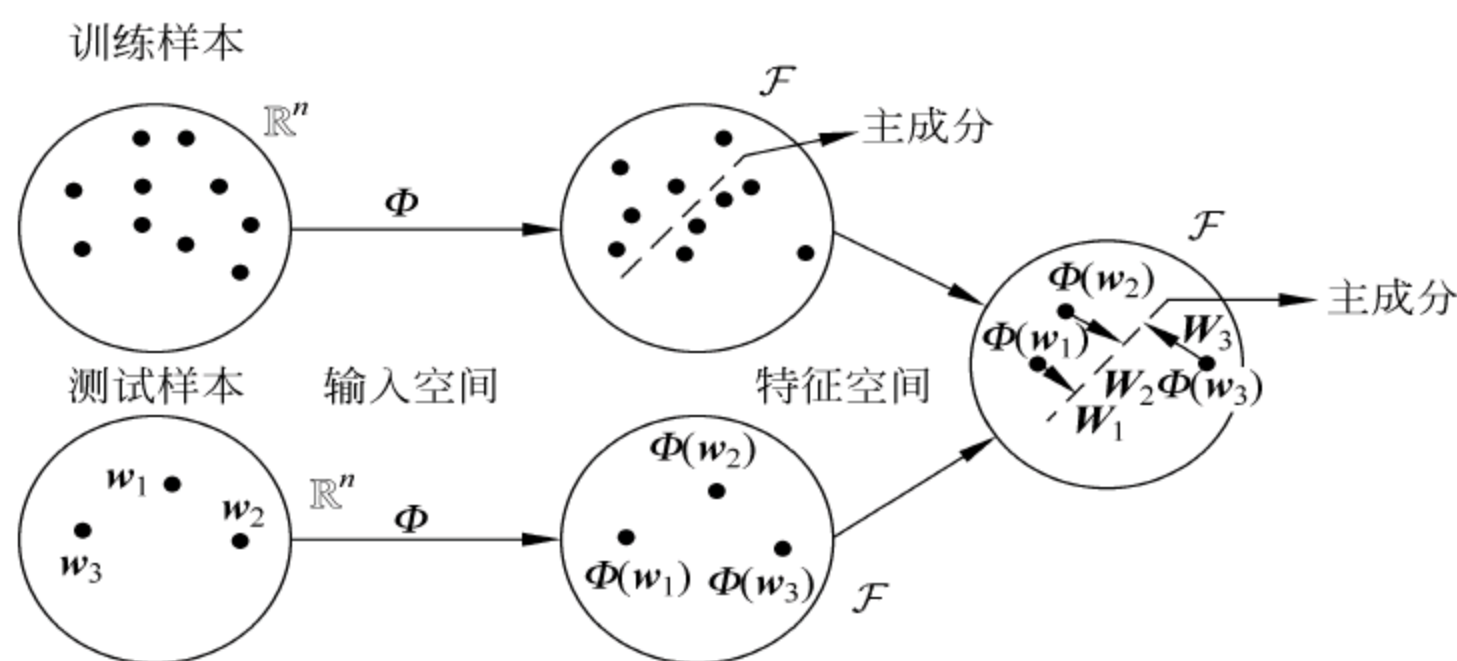 训练样本
ℝⁿ
Φ
ℱ
主成分
ℱ
Φ(w₂)
主成分
Φ(w₁)
W₃
W₂
Φ(w₃)
W₁
测试样本
输入空间
特征空间
w₁
w₂
w₃
ℝⁿ
Φ
Φ(w₂)
Φ(w₁)
Φ(w₃)
ℱ